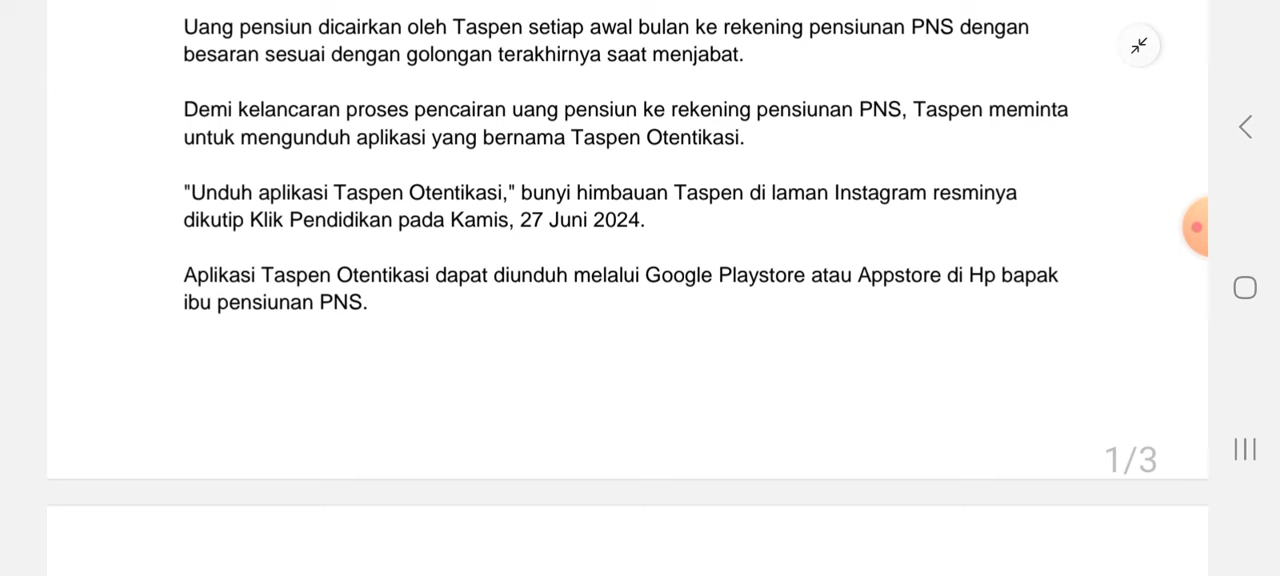 Uang pensiun dicairkan oleh Taspen setiap awal bulan ke rekening pensiunan PNS dengan
besaran sesuai dengan golongan terakhirnya saat menjabat.
Demi kelancaran proses pencairan uang pensiun ke rekening pensiunan PNS, Taspen meminta
untuk mengunduh aplikasi yang bernama Taspen Otentikasi.
"Unduh aplikasi Taspen Otentikasi," bunyi himbauan Taspen di laman Instagram resminya
dikutip Klik Pendidikan pada Kamis, 27 Juni 2024.
Aplikasi Taspen Otentikasi dapat diunduh melalui Google Playstore atau Appstore di Hp bapak
ibu pensiunan PNS.
1/3